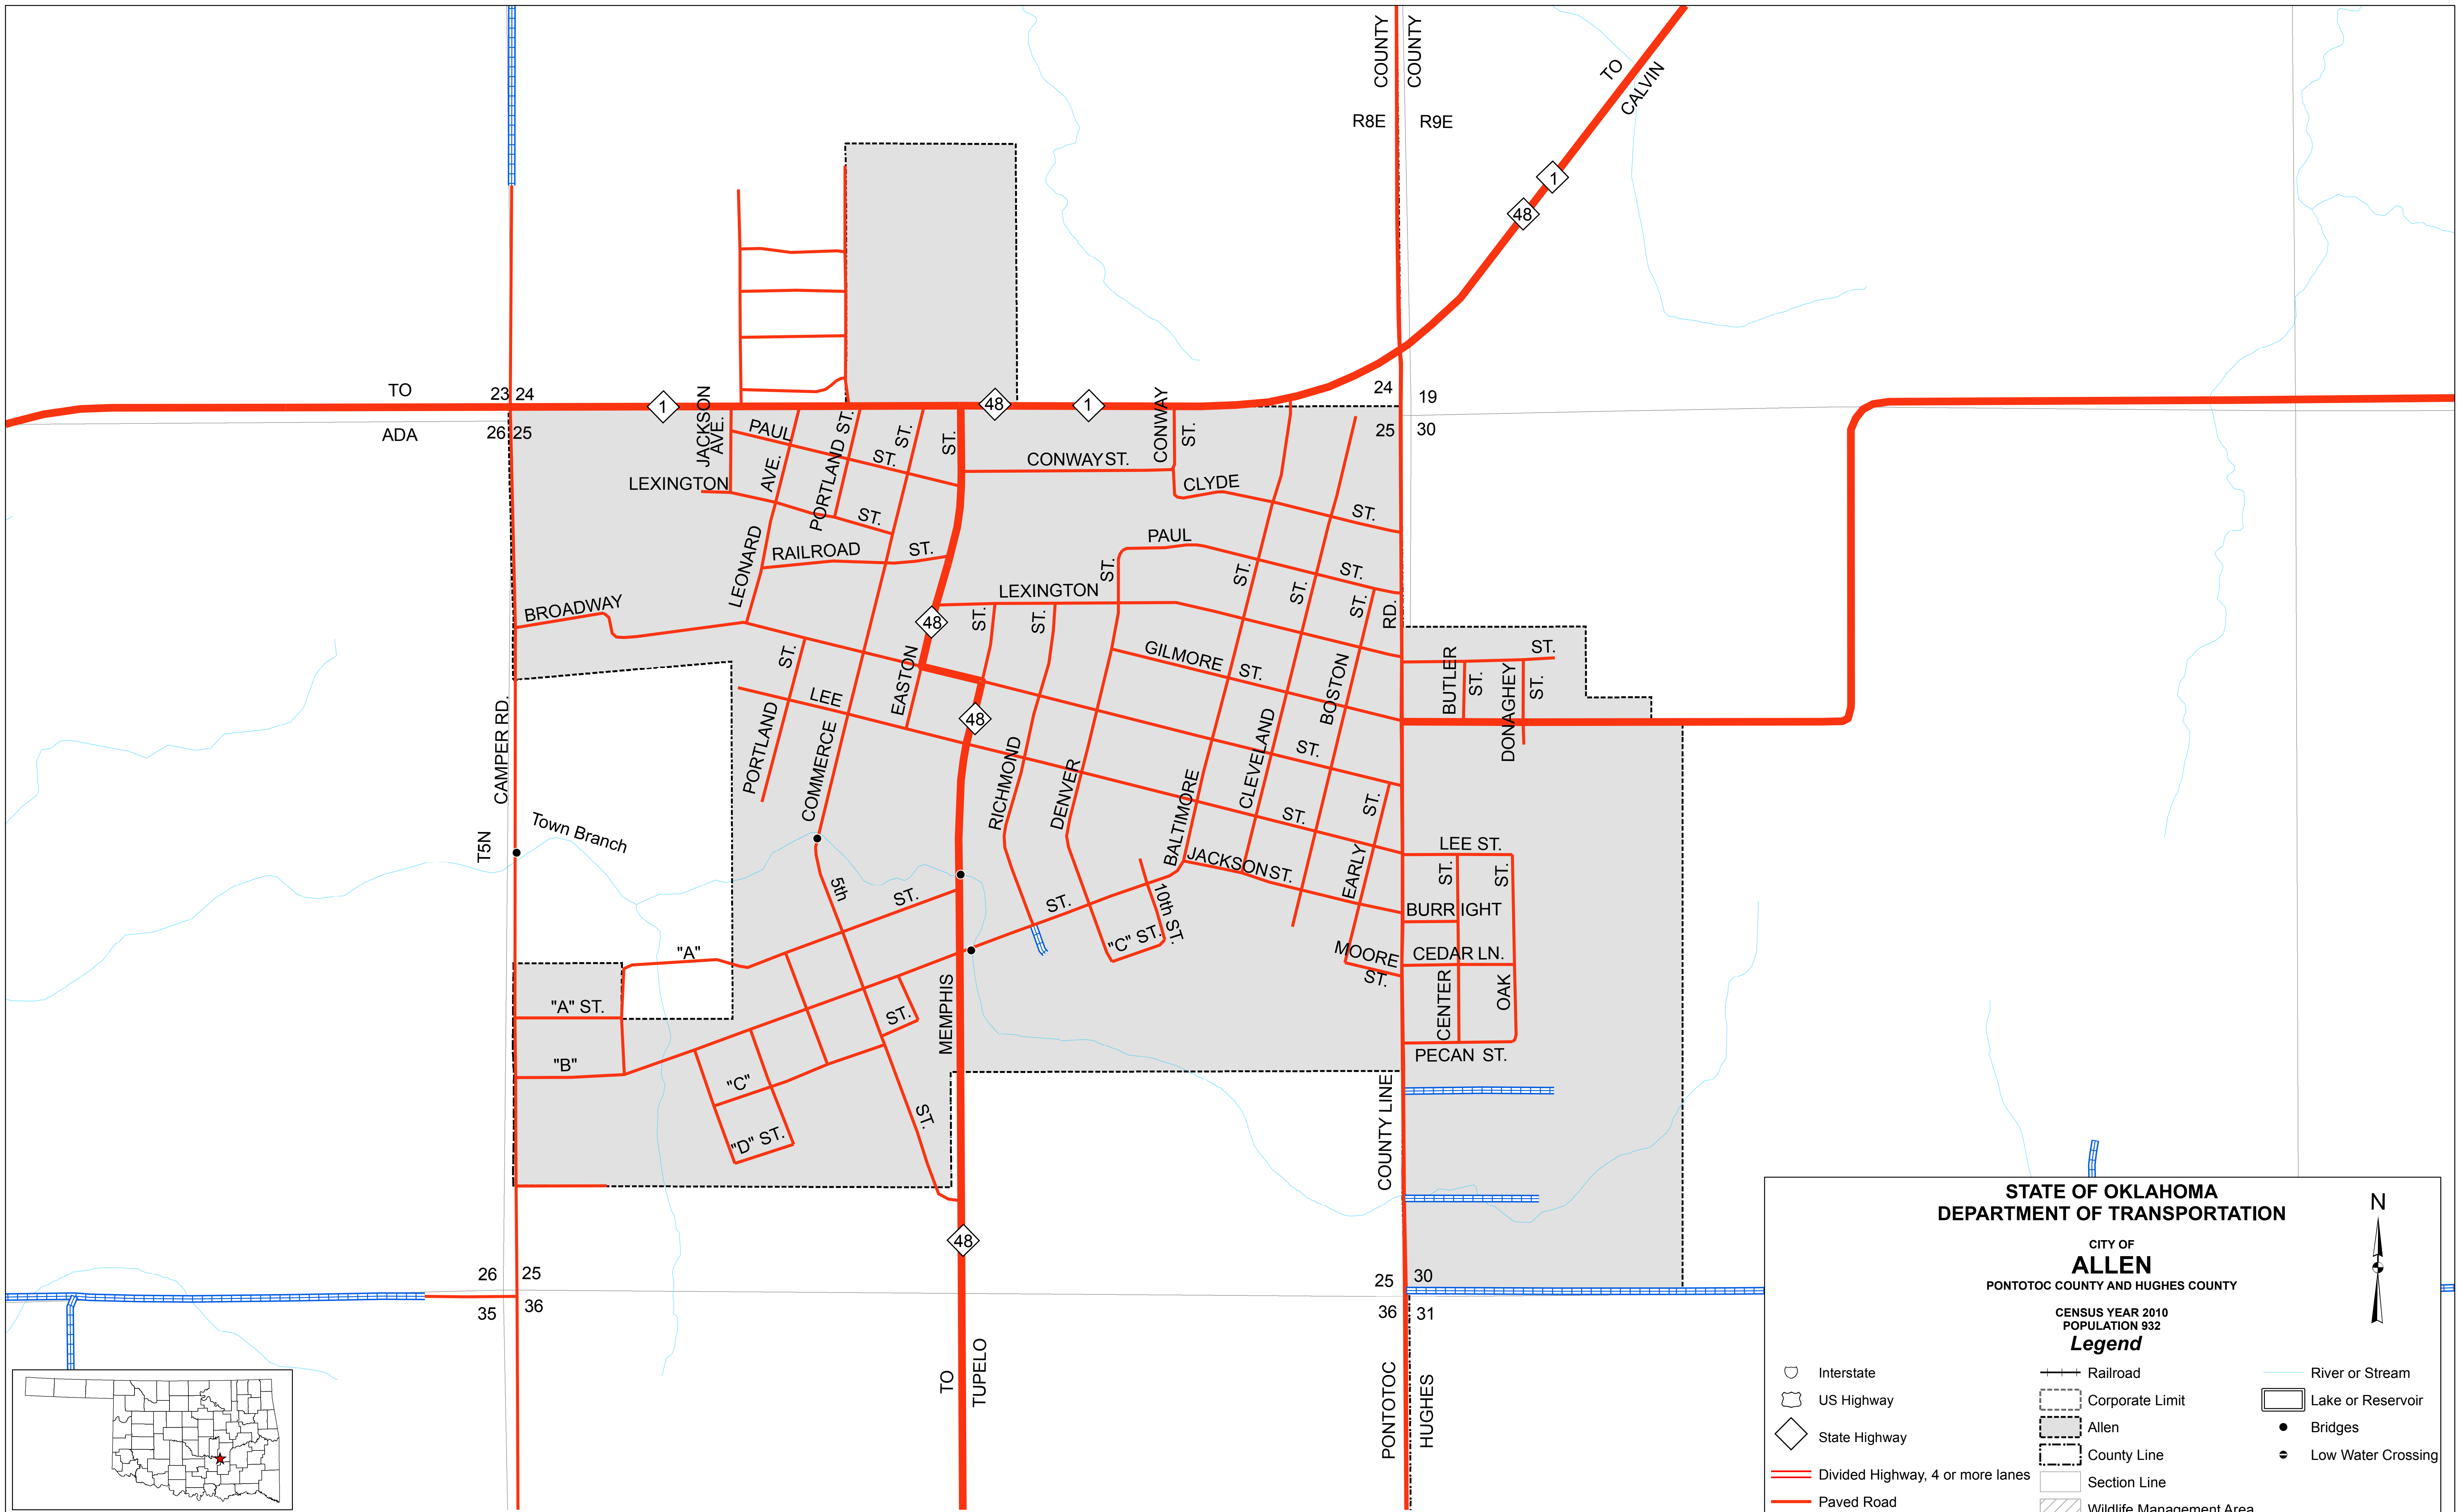 COUNTY
COUNTY
TO
CALVIN
R8E
R9E
1
48
TO
ADA
23
24
26
25
1
48
1
24
19
25
30
JACKSON
AVE.
PAUL
ST.
LEXINGTON
ST.
AVE.
LEONARD
PORTLAND ST.
ST.
ST.
CONWAY
ST.
CONWAY ST.
CLYDE
ST.
RAILROAD
ST.
PAUL
ST.
BROADWAY
LEXINGTON
ST.
ST.
ST.
48
ST.
ST.
ST.
RD.
GILMORE
ST.
BUTLER
ST.
DONAGHEY
ST.
ST.
ST.
PORTLAND
LEE
EASTON
48
COMMERCE
RICHMOND
DENVER
BALTIMORE
CLEVELAND
BOSTON
ST.
ST.
ST.
EARLY
CAMPER RD.
T5N
Town Branch
JACKSON ST.
LEE ST.
ST.
ST.
BURRIGHT
CEDAR LN.
CENTER
OAK
PECAN ST.
MOORE
ST.
5th
ST.
ST.
10th ST.
"C" ST.
"A"
"A" ST.
"B"
ST.
MEMPHIS
"C"
"D" ST.
ST.
COUNTY LINE
48
26
25
35
36
25
30
36
31
TO
TUPELO
PONTOTOC
HUGHES
STATE OF OKLAHOMA
DEPARTMENT OF TRANSPORTATION
N
CITY OF
ALLEN
PONTOTOC COUNTY AND HUGHES COUNTY
CENSUS YEAR 2010
POPULATION 932
Legend
Interstate
US Highway
State Highway
Divided Highway, 4 or more lanes
Paved Road
Railroad
Corporate Limit
Allen
County Line
Section Line
Wildlife Management Area
River or Stream
Lake or Reservoir
Bridges
Low Water Crossing